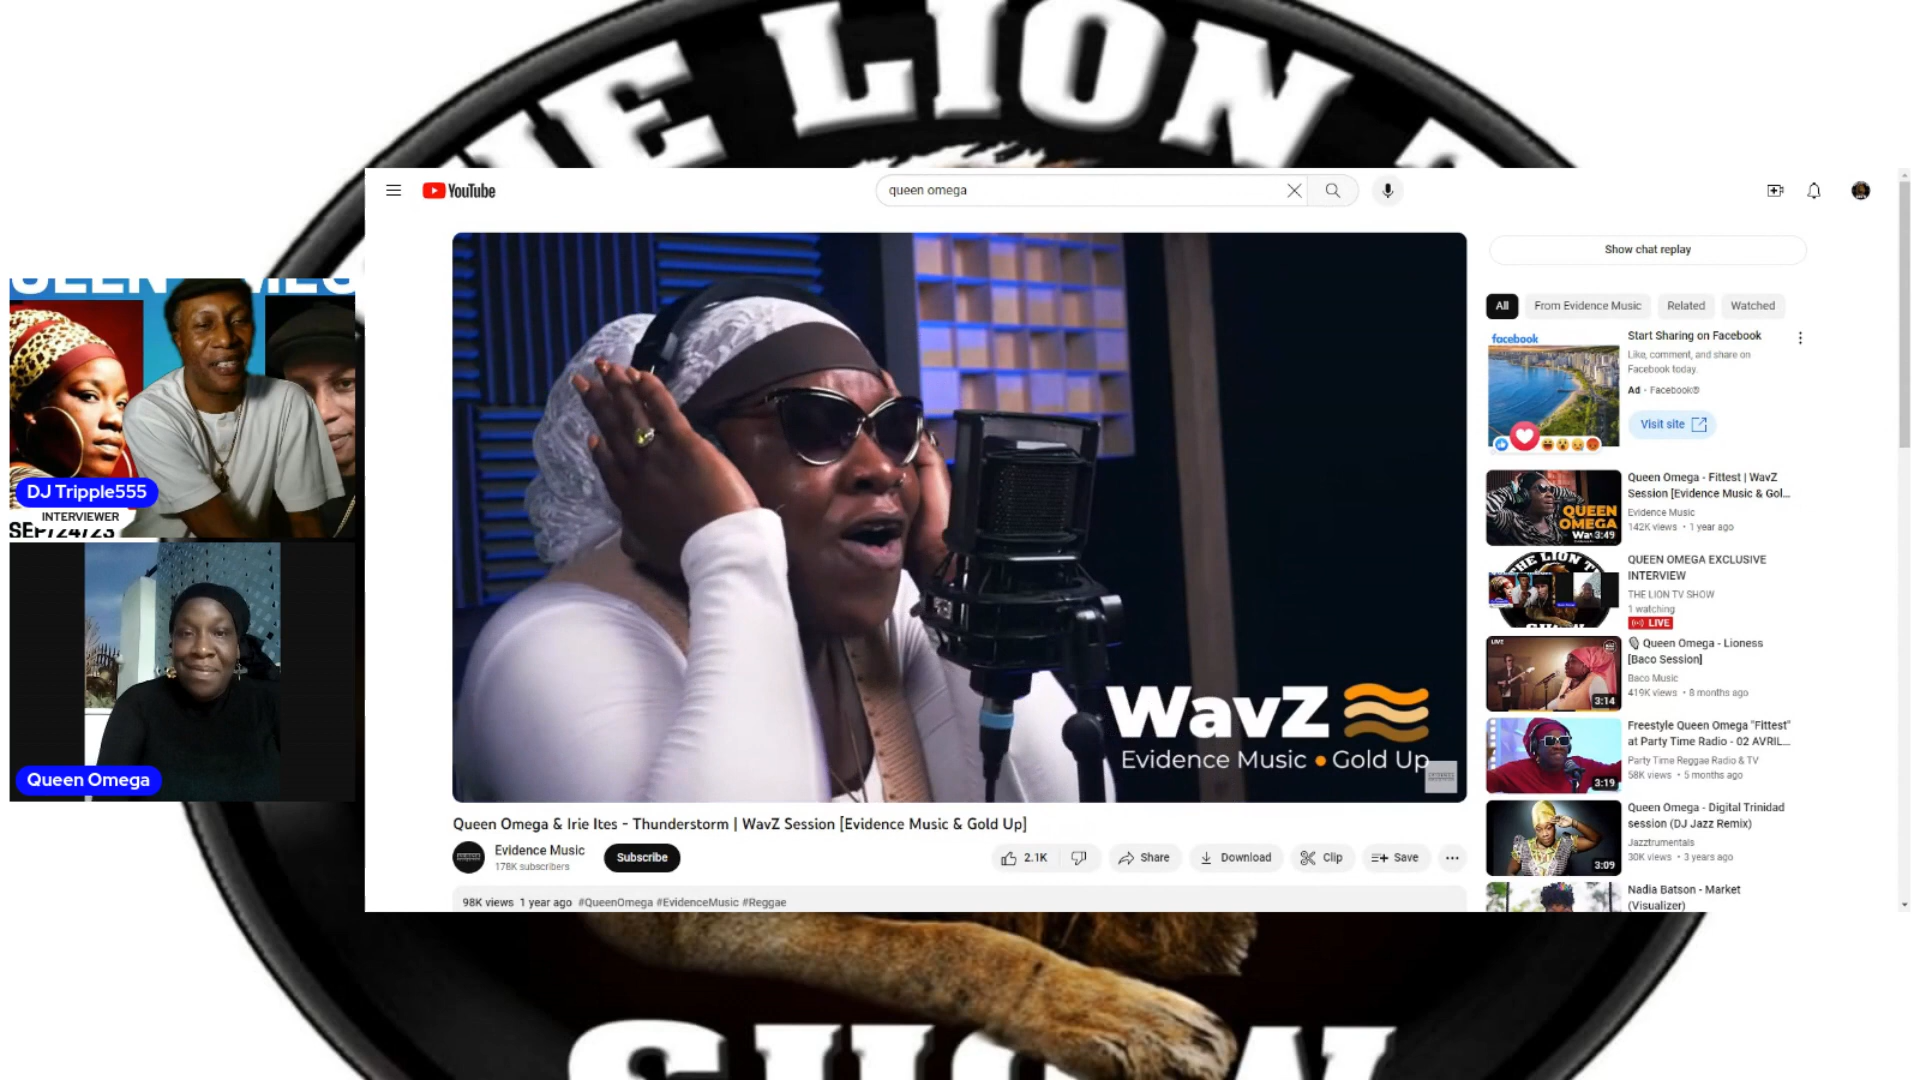 THE LION T
YouTube
queen omega
Show chat replay
All
From Evidence Music
Related
Watched
facebook
Start Sharing on Facebook
Like, comment, and share on
Facebook today.
Ad - Facebook®
Visit site
DJ Tripple555
INTERVIEWER
SEP/24/23
Queen Omega
WavZ
Evidence Music • Gold Up
QUEEN
OMEGA
3:49
Queen Omega - Fittest | WavZ
Session [Evidence Music & Gol...
Evidence Music
142K views • 1 year ago
THE LION T
QUEEN OMEGA EXCLUSIVE
INTERVIEW
THE LION TV SHOW
1 watching
LIVE
LIVE
3:14
Queen Omega - Lioness
[Baco Session]
Baco Music
419K views • 8 months ago
3:19
Freestyle Queen Omega "Fittest"
at Party Time Radio - 02 AVRIL...
Party Time Reggae Radio & TV
58K views • 5 months ago
3:09
Queen Omega - Digital Trinidad
session (DJ Jazz Remix)
Jazztrumentals
30K views • 3 years ago
Nadia Batson - Market
(Visualizer)
Queen Omega & Irie Ites - Thunderstorm | WavZ Session [Evidence Music & Gold Up]
Evidence Music
178K subscribers
Subscribe
2.1K
Share
Download
Clip
Save
98K views 1 year ago #QueenOmega #EvidenceMusic #Reggae
SHOW